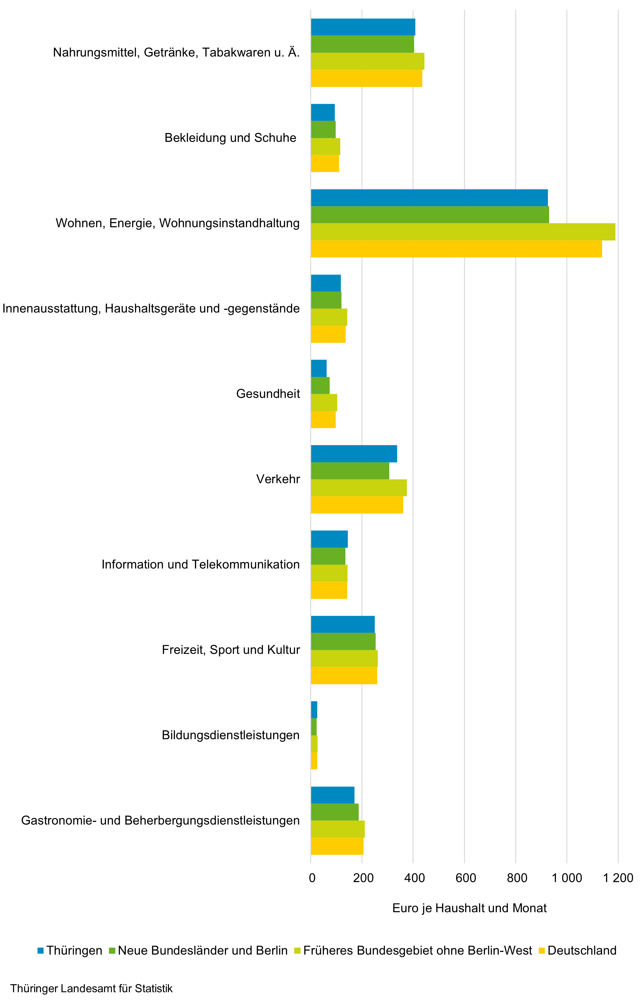 Nahrungsmittel, Getränke, Tabakwaren u. Ä.
Bekleidung und Schuhe
Wohnen, Energie, Wohnungsinstandhaltung
Innenausstattung, Haushaltsgeräte und -gegenstände
Gesundheit
Verkehr
Information und Telekommunikation
Freizeit, Sport und Kultur
Bildungsdienstleistungen
Gastronomie- und Beherbergungsdienstleistungen
0 200 400 600 800 1 000 1 200
Euro je Haushalt und Monat
Thüringen Neue Bundesländer und Berlin Früheres Bundesgebiet ohne Berlin-West Deutschland
Thüringer Landesamt für Statistik